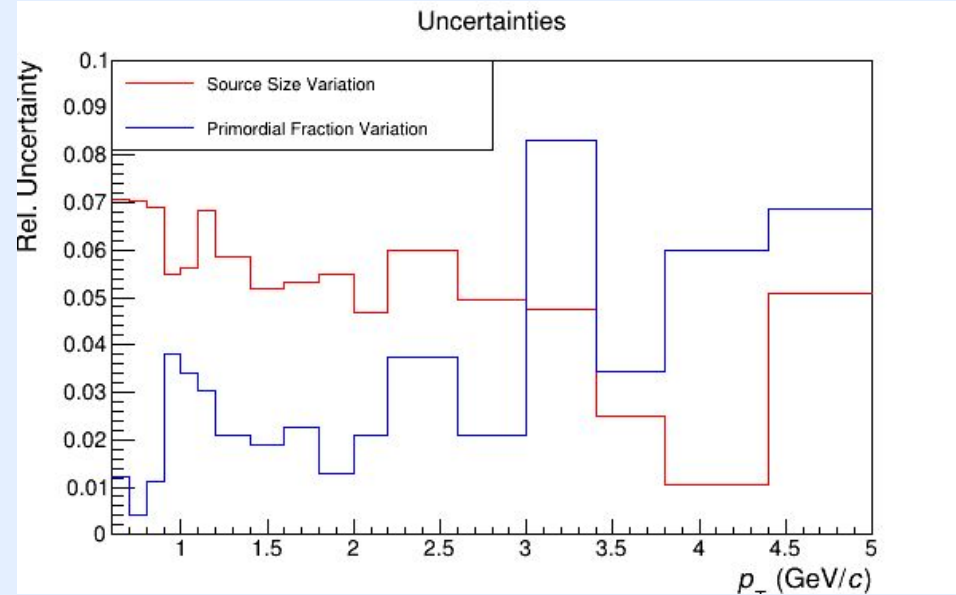 Uncertainties
Rel. Uncertainty
Source Size Variation
Primordial Fraction Variation
0.1
0.09
0.08
0.07
0.06
0.05
0.04
0.03
0.02
0.01
0
1 1.5 2 2.5 3 3.5 4 4.5 5
p_T (GeV/c)